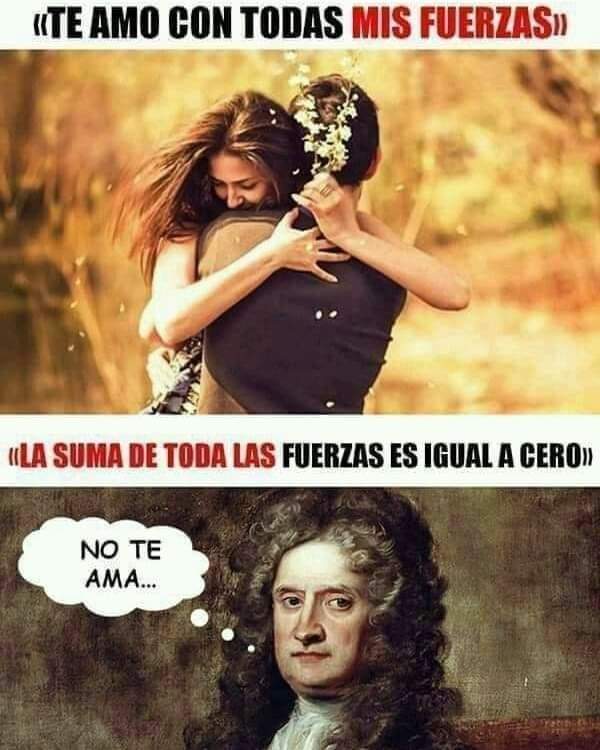 «TE AMO CON TODAS MIS FUERZAS»
«LA SUMA DE TODA LAS FUERZAS ES IGUAL A CERO»
NO TE
AMA...